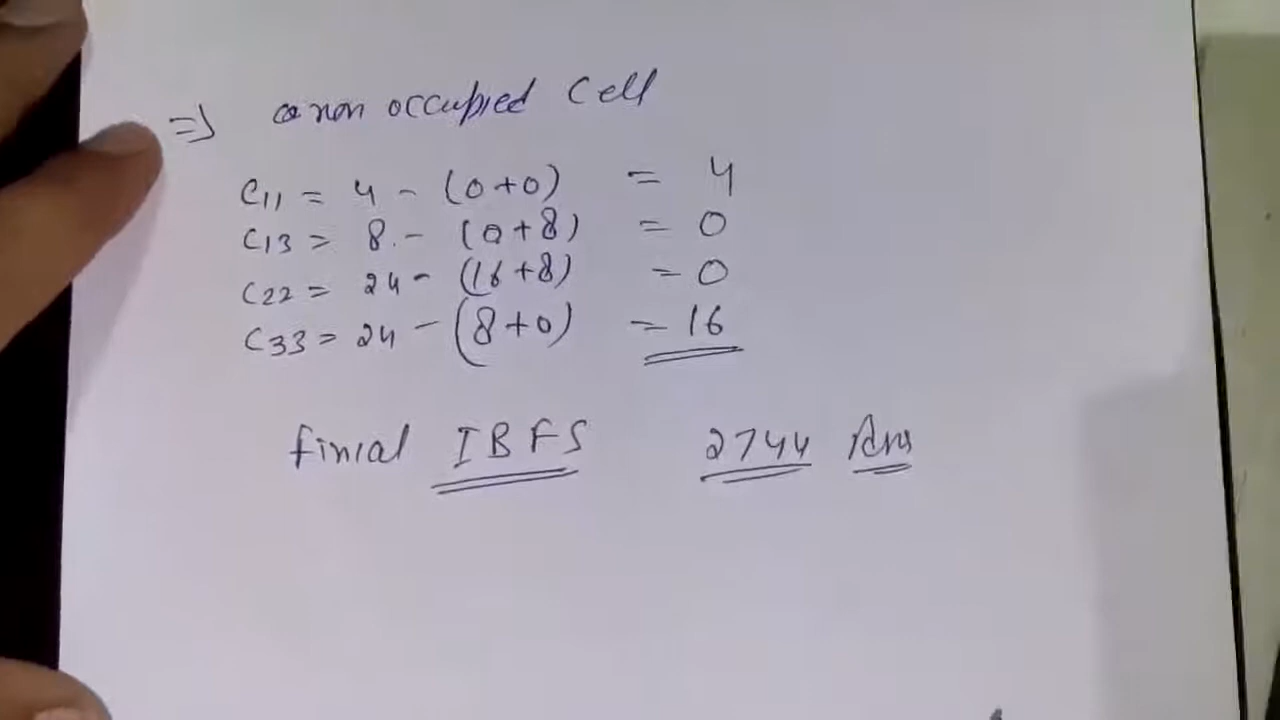 => non occupied cell
C11 = 4 - (0+0) = 4
C13 = 8 - (0+8) = 0
C22 = 24 - (16+8) = 0
C33 = 24 - (8+0) = 16
finial IBFS 2744 Ans